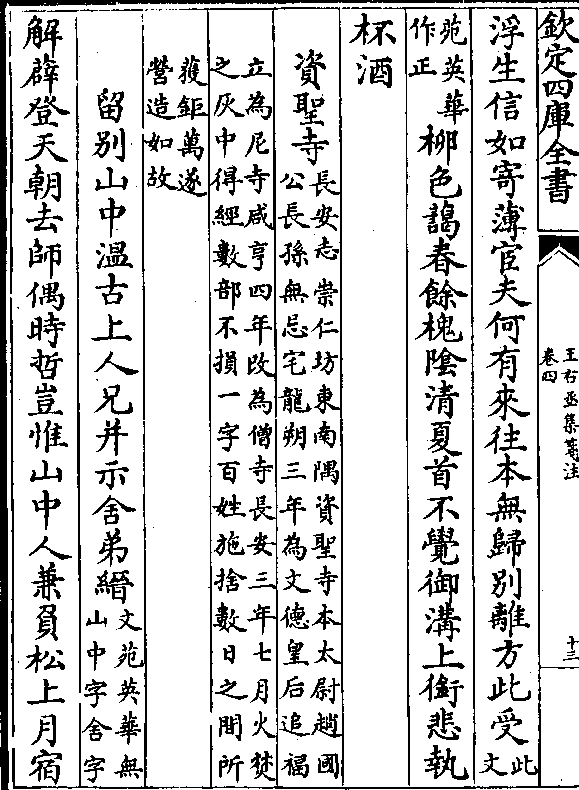 欽定四庫全書
王右丞集箋注
卷四
十三
浮生信如寄薄宦夫何有來往本無歸別離方此受此文
苑英華作正柳色藹春餘槐陰清夏首不覺御溝上銜悲執
杯酒
資聖寺長安志崇仁坊東南隅資聖寺本太尉趙國
公長孫無忌宅龍朔三年為文德皇后追福
立為尼寺咸亨四年改為僧寺長安三年七月火焚
之灰中得經數部不損一字百姓施捨數日之間所
獲鉅萬遂
營造如故
留別山中溫古上人兄并示舍弟縉文苑英華無
山中字舍字
解薜登天朝去師偶時哲豈惟山中人兼負松上月宿